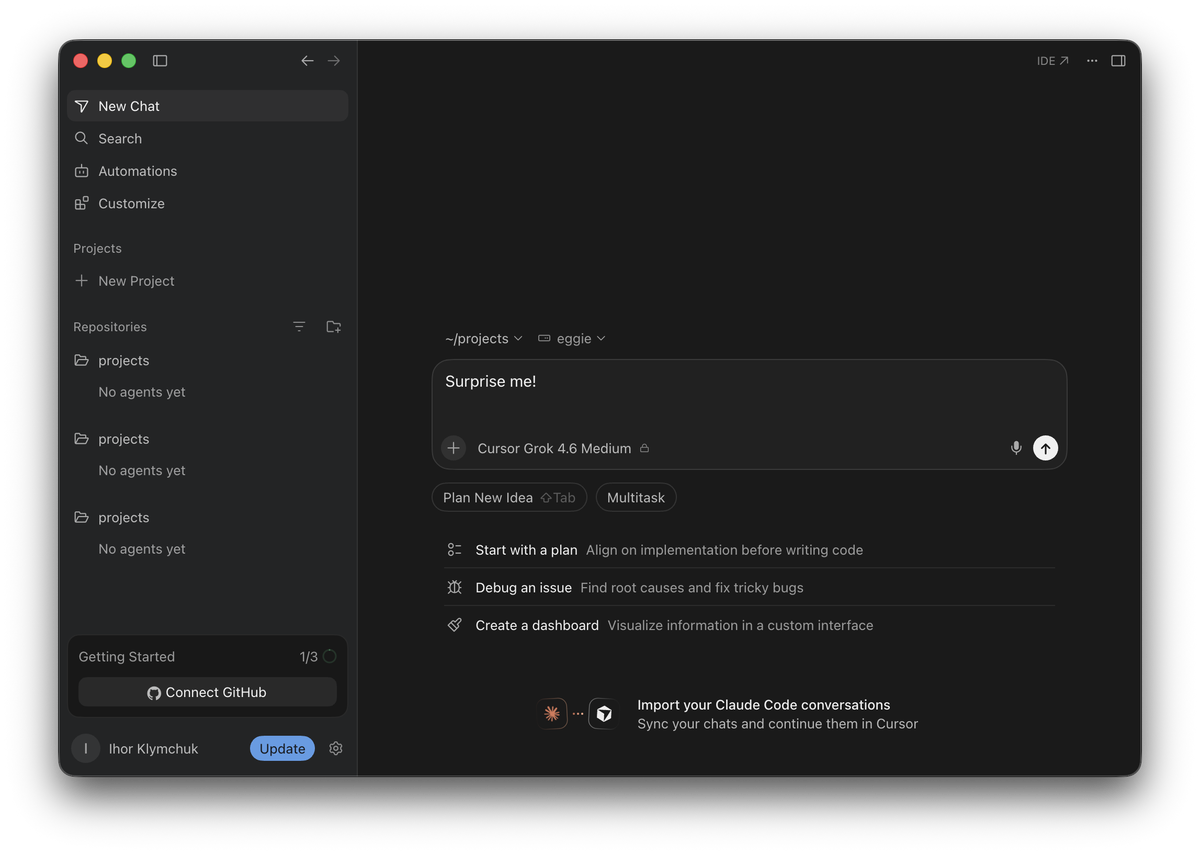 IDE
New Chat
Search
Automations
Customize
Projects
New Project
Repositories
projects
No agents yet
projects
No agents yet
projects
No agents yet
Getting Started 1/3
Connect GitHub
I Ihor Klymchuk Update
~/projects eggie
Surprise me!
Cursor Grok 4.6 Medium
Plan New Idea ⇧Tab Multitask
Start with a plan Align on implementation before writing code
Debug an issue Find root causes and fix tricky bugs
Create a dashboard Visualize information in a custom interface
Import your Claude Code conversations
Sync your chats and continue them in Cursor